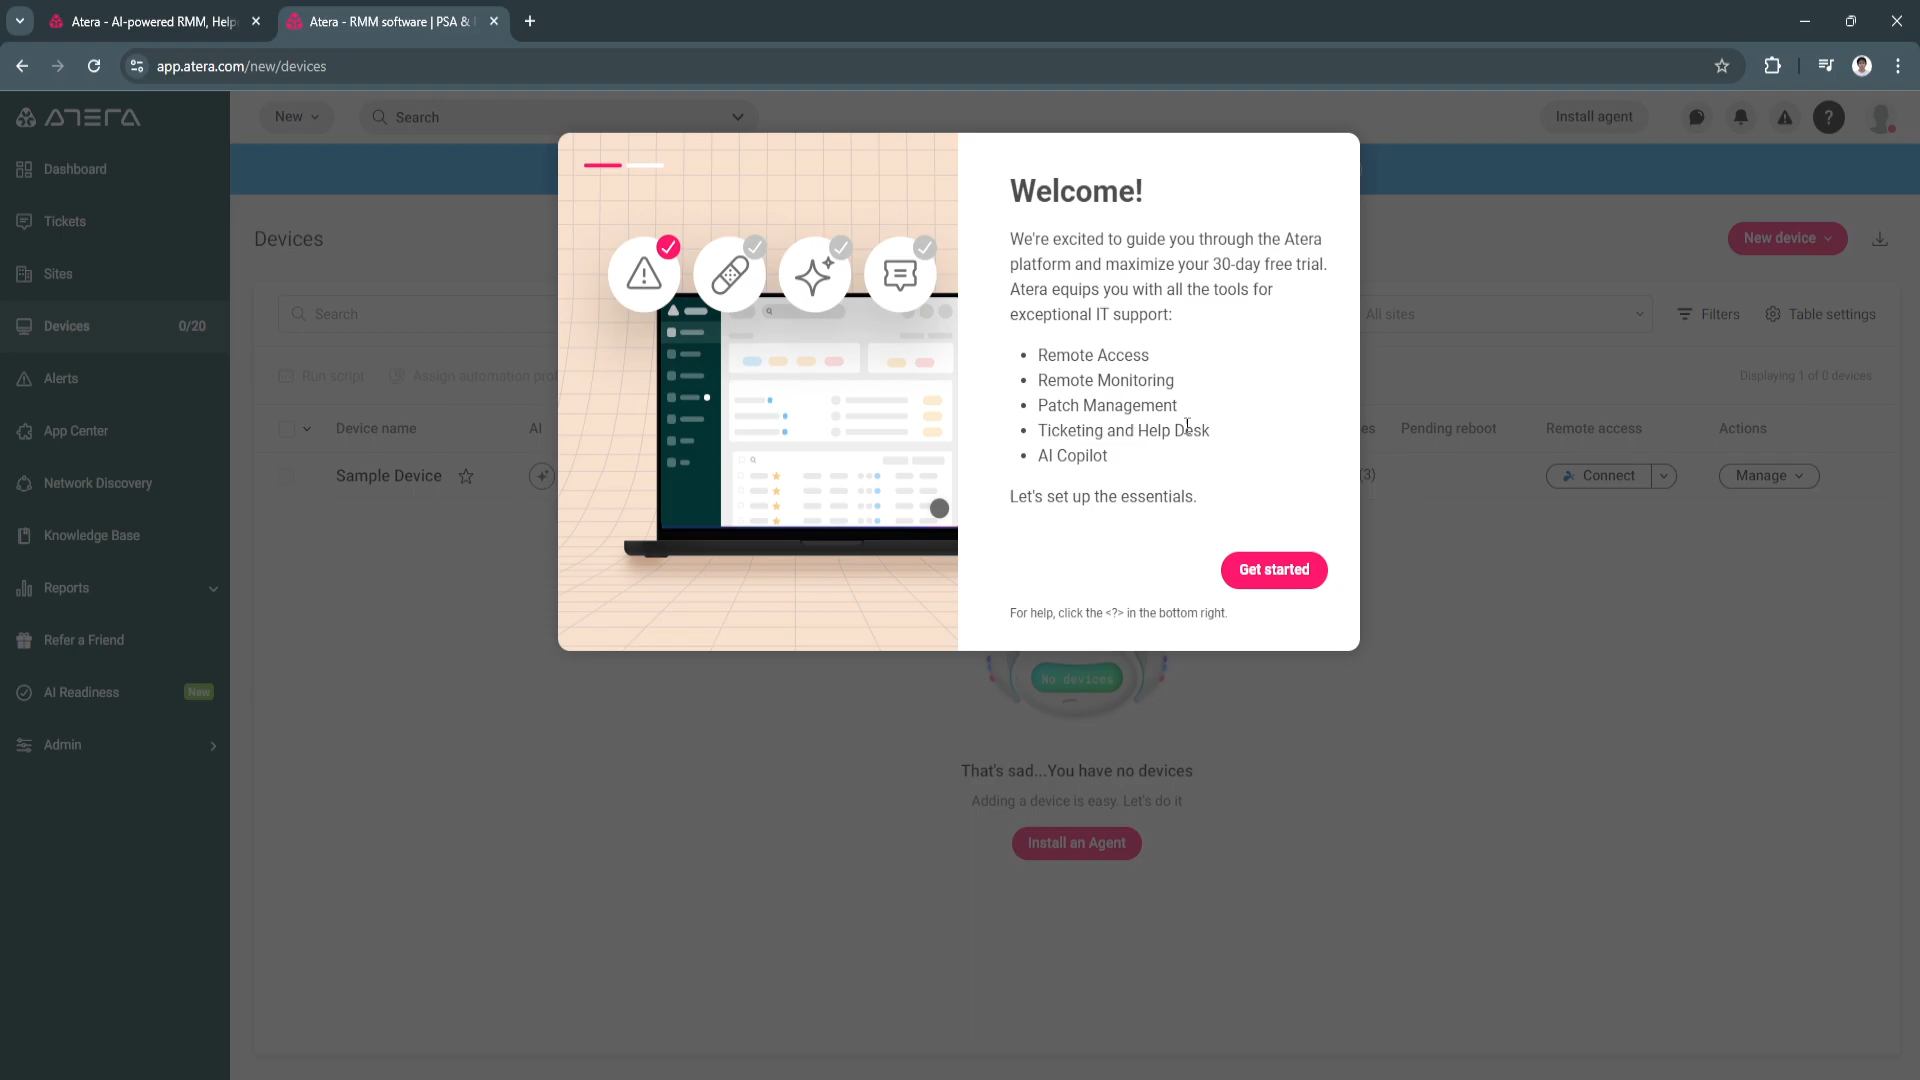 Atera - AI-powered RMM, Help
Atera - RMM software | PSA &
app.atera.com/new/devices
ATERA
New
Search
Install agent
?
Dashboard
Tickets
Sites
Devices 0/20
Alerts
App Center
Network Discovery
Knowledge Base
Reports
Refer a Friend
AI Readiness New
Admin
Devices
New device
Search
All sites
Filters
Table settings
Run script
Assign automation prof
Displaying 1 of 0 devices
Device name
AI
es
Pending reboot
Remote access
Actions
Sample Device
(3)
Connect
Manage
Welcome!
We're excited to guide you through the Atera
platform and maximize your 30-day free trial.
Atera equips you with all the tools for
exceptional IT support:
• Remote Access
• Remote Monitoring
• Patch Management
• Ticketing and Help Desk
• AI Copilot
Let's set up the essentials.
Get started
For help, click the <?> in the bottom right.
No devices
That's sad...You have no devices
Adding a device is easy. Let's do it
Install an Agent